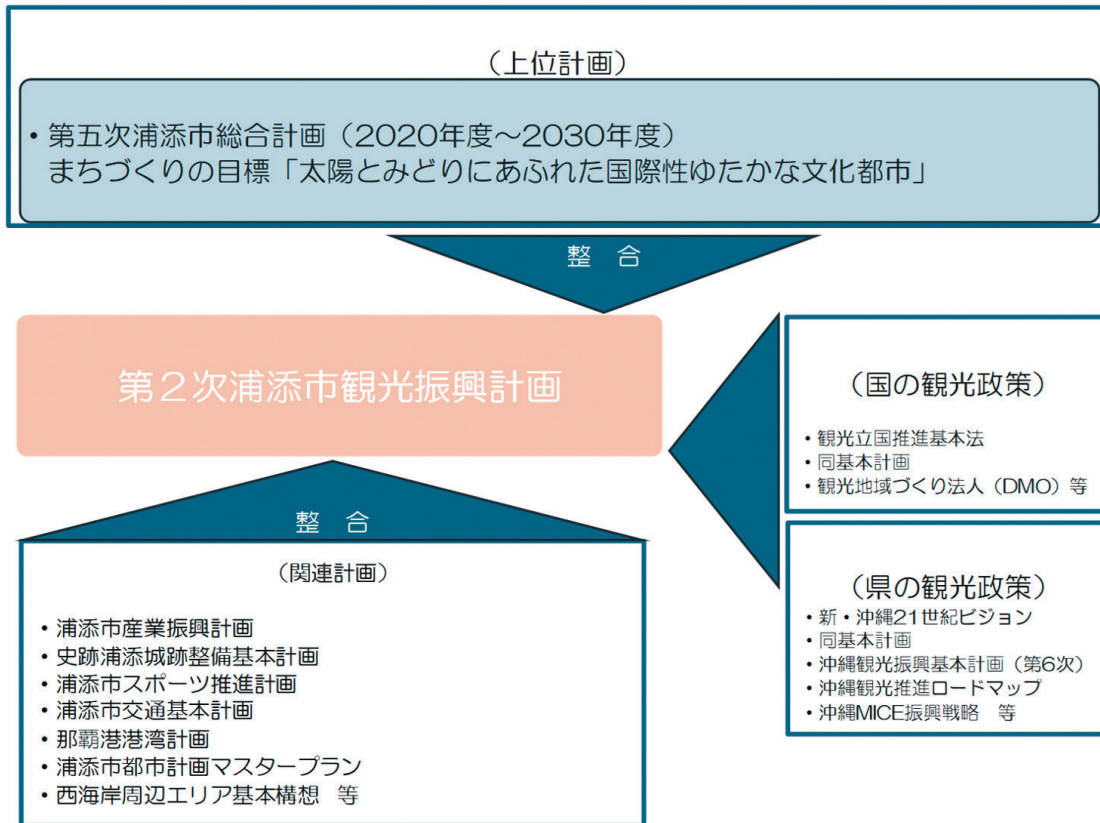 （上位計画）
・第五次浦添市総合計画（2020年度～2030年度）
まちづくりの目標「太陽とみどりにあふれた国際性ゆたかな文化都市」
整　合
第２次浦添市観光振興計画
（国の観光政策）
・観光立国推進基本法
・同基本計画
・観光地域づくり法人（DMO）等
整　合
（関連計画）
・浦添市産業振興計画
・史跡浦添城跡整備基本計画
・浦添市スポーツ推進計画
・浦添市交通基本計画
・那覇港港湾計画
・浦添市都市計画マスタープラン
・西海岸周辺エリア基本構想　等
（県の観光政策）
・新・沖縄21世紀ビジョン
・同基本計画
・沖縄観光振興基本計画（第6次）
・沖縄観光推進ロードマップ
・沖縄MICE振興戦略　等